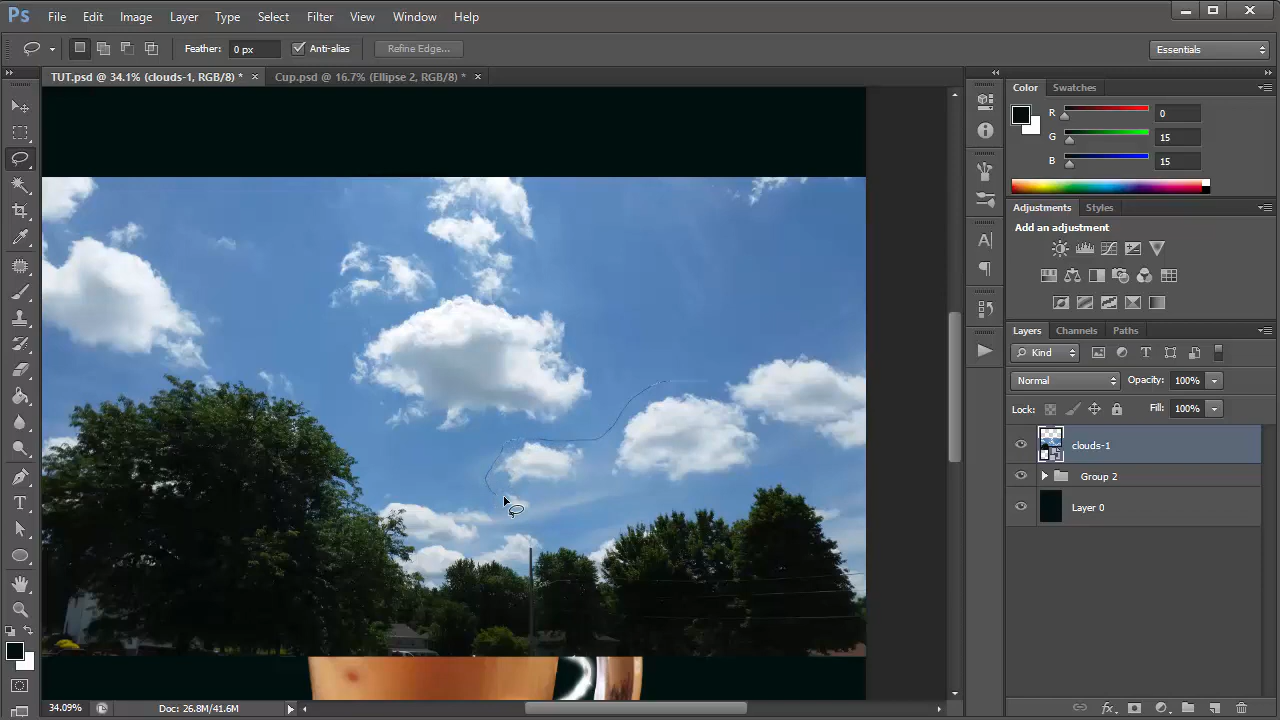 Ps File Edit Image Layer Type Select Filter View Window Help
Feather: 0 px Anti-alias Refine Edge... Essentials
TUT.psd @ 34.1% (clouds-1, RGB/8) * × Cup.psd @ 16.7% (Ellipse 2, RGB/8) * ×
Color Swatches
R 0
G 15
B 15
Adjustments Styles
Add an adjustment
Layers Channels Paths
Kind
Normal Opacity: 100%
Lock: Fill: 100%
clouds-1
Group 2
Layer 0
34.09% Doc: 26.8M/41.6M